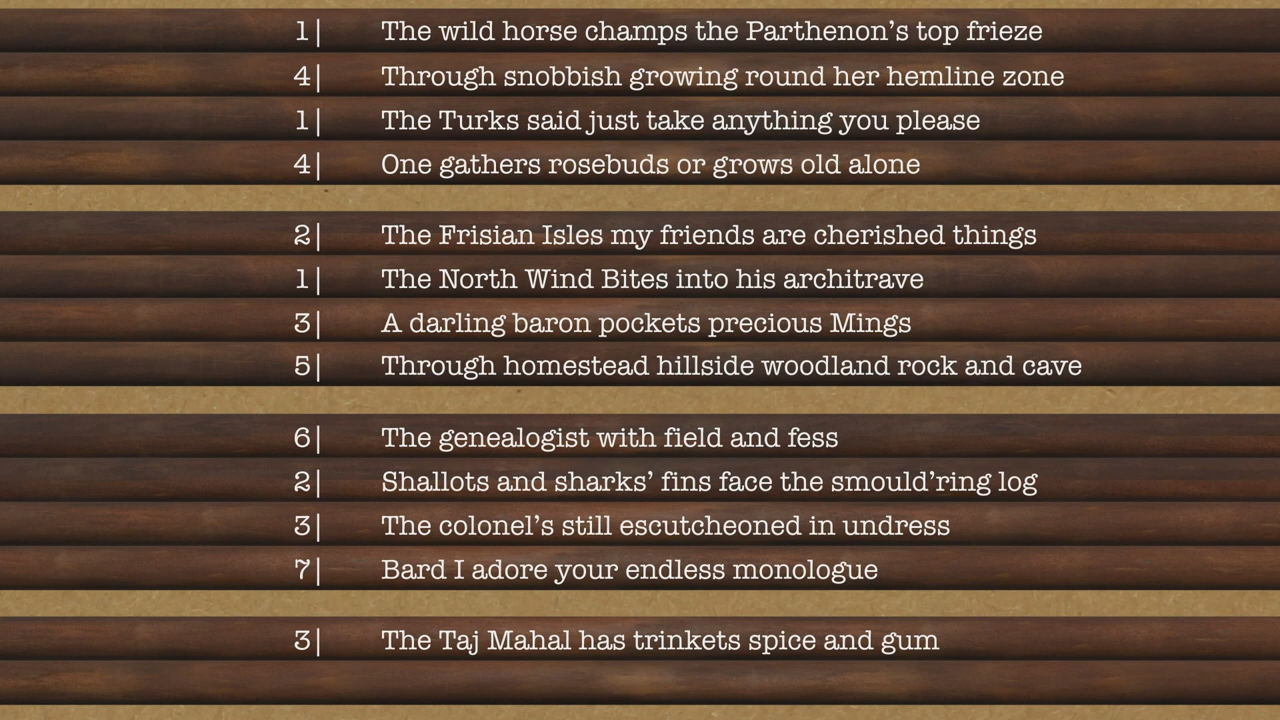 1| The wild horse champs the Parthenon’s top frieze
4| Through snobbish growing round her hemline zone
1| The Turks said just take anything you please
4| One gathers rosebuds or grows old alone
2| The Frisian Isles my friends are cherished things
1| The North Wind Bites into his architrave
3| A darling baron pockets precious Mings
5| Through homestead hillside woodland rock and cave
6| The genealogist with field and fess
2| Shallots and sharks’ fins face the smould’ring log
3| The colonel’s still escutcheoned in undress
7| Bard I adore your endless monologue
3| The Taj Mahal has trinkets spice and gum